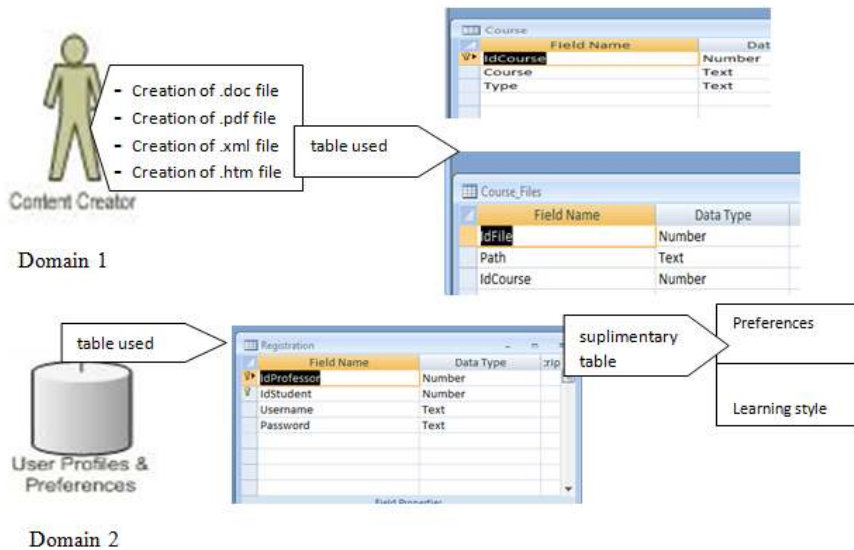 Course
Field Name Dat
IdCourse Number
Course Text
Type Text
- Creation of .doc file
- Creation of .pdf file
- Creation of .xml file
- Creation of .htm file
table used
Content Creator
Domain 1
Course_Files
Field Name Data Type
IdFile Number
Path Text
IdCourse Number
table used
Registration
Field Name Data Type crip
IdProfessor Number
IdStudent Number
Username Text
Password Text
Field Properties
suplimentary
table
Preferences
Learning style
User Profiles &
Preferences
Domain 2